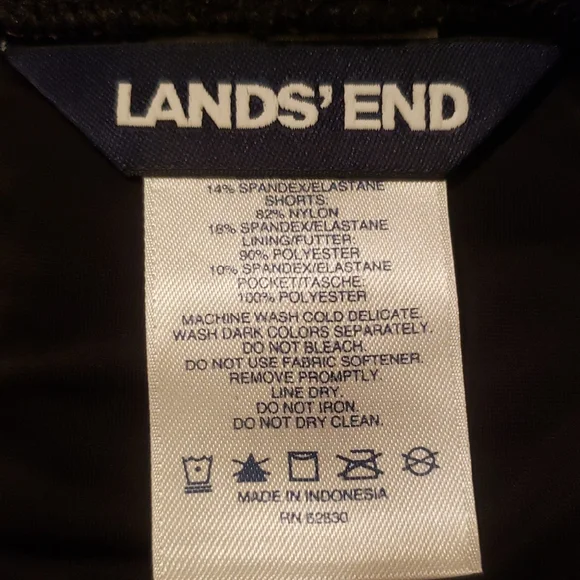 LANDS' END
14% SPANDEX/ELASTANE
SHORTS:
82% NYLON
18% SPANDEX/ELASTANE
LINING/FUTTER:
90% POLYESTER
10% SPANDEX/ELASTANE
POCKET/TASCHE:
100% POLYESTER
MACHINE WASH COLD DELICATE.
WASH DARK COLORS SEPARATELY.
DO NOT BLEACH.
DO NOT USE FABRIC SOFTENER.
REMOVE PROMPTLY.
LINE DRY.
DO NOT IRON.
DO NOT DRY CLEAN.
MADE IN INDONESIA
RN 62830